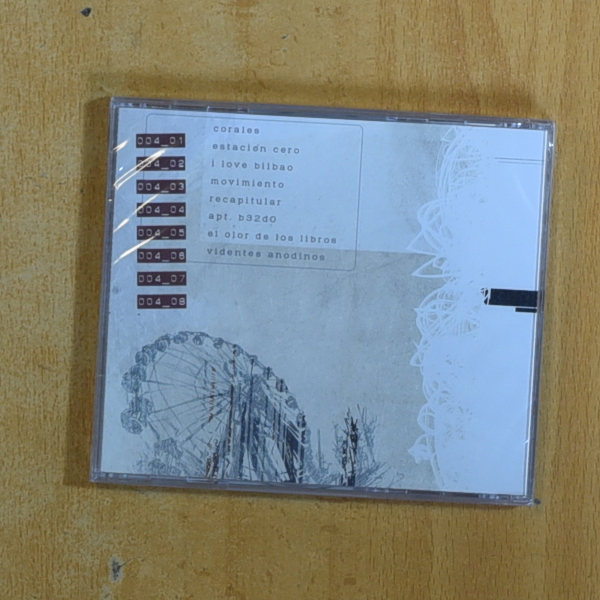 004_01
004_02
004_03
004_04
004_05
004_06
004_07
004_08
corales
estación cero
i love bilbao
movimiento
recapitular
apt. b32d0
el olor de los libros
videntes anodinos